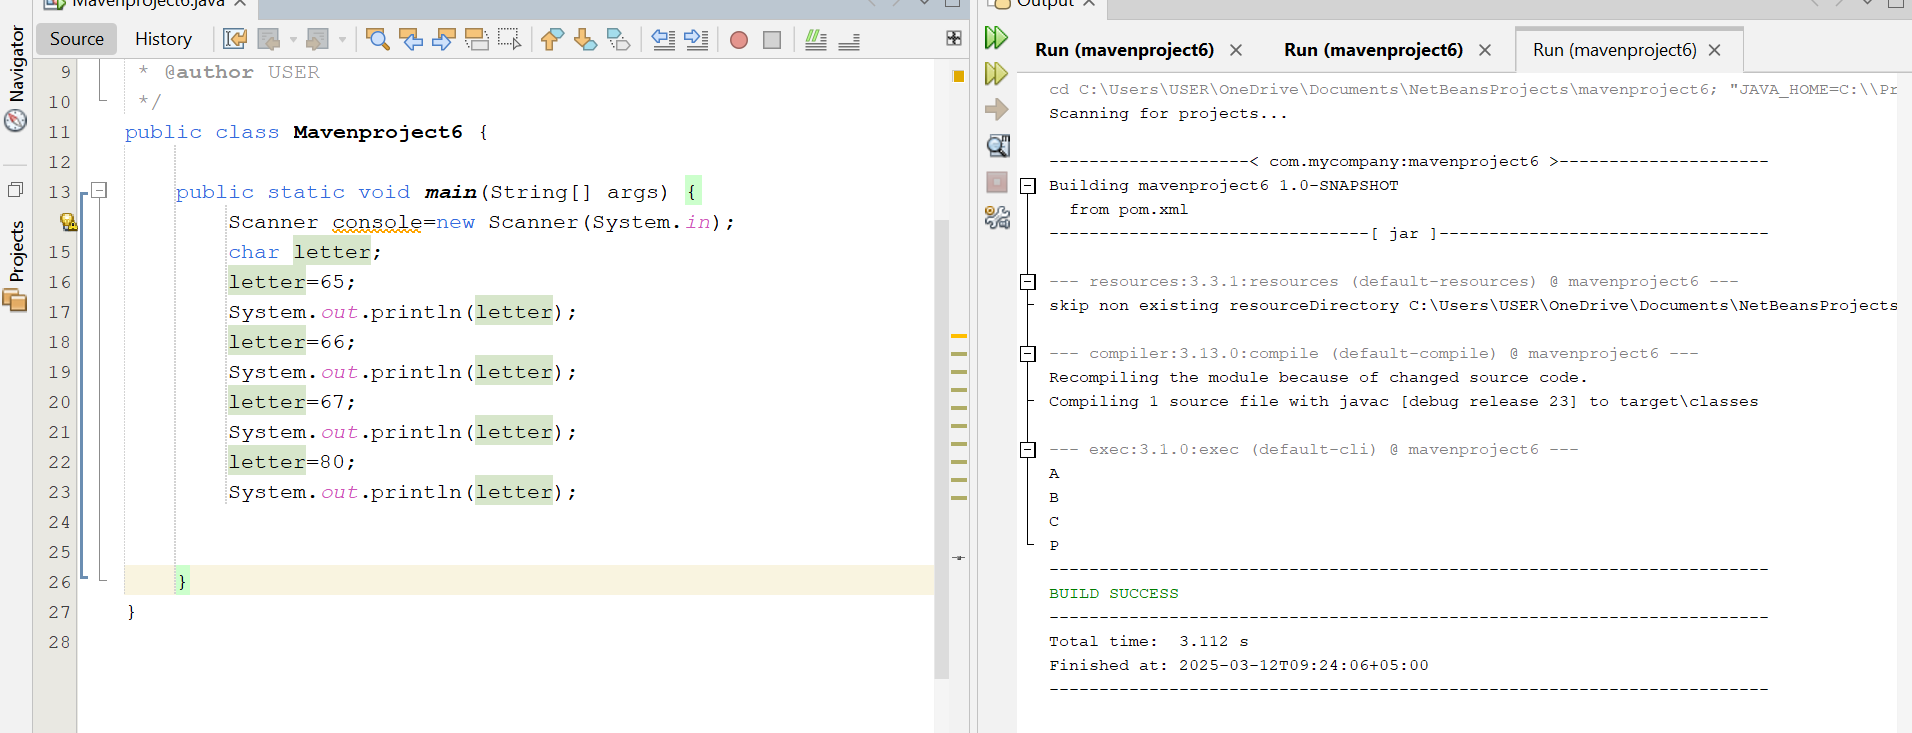 Mavenproject6.java
Source History
Navigator
Projects
9 * @author USER
10 */
11 public class Mavenproject6 {
12
13 public static void main(String[] args) {
Scanner console=new Scanner(System.in);
15 char letter;
16 letter=65;
17 System.out.println(letter);
18 letter=66;
19 System.out.println(letter);
20 letter=67;
21 System.out.println(letter);
22 letter=80;
23 System.out.println(letter);
24
25
26 }
27 }
28
Output
Run (mavenproject6) Run (mavenproject6) Run (mavenproject6)
cd C:\Users\USER\OneDrive\Documents\NetBeansProjects\mavenproject6; "JAVA_HOME=C:\\Pr
Scanning for projects...
--------------------< com.mycompany:mavenproject6 >---------------------
Building mavenproject6 1.0-SNAPSHOT
from pom.xml
--------------------------------[ jar ]---------------------------------
--- resources:3.3.1:resources (default-resources) @ mavenproject6 ---
skip non existing resourceDirectory C:\Users\USER\OneDrive\Documents\NetBeansProjects
--- compiler:3.13.0:compile (default-compile) @ mavenproject6 ---
Recompiling the module because of changed source code.
Compiling 1 source file with javac [debug release 23] to target\classes
--- exec:3.1.0:exec (default-cli) @ mavenproject6 ---
A
B
C
P
------------------------------------------------------------------------
BUILD SUCCESS
------------------------------------------------------------------------
Total time:  3.112 s
Finished at: 2025-03-12T09:24:06+05:00
------------------------------------------------------------------------